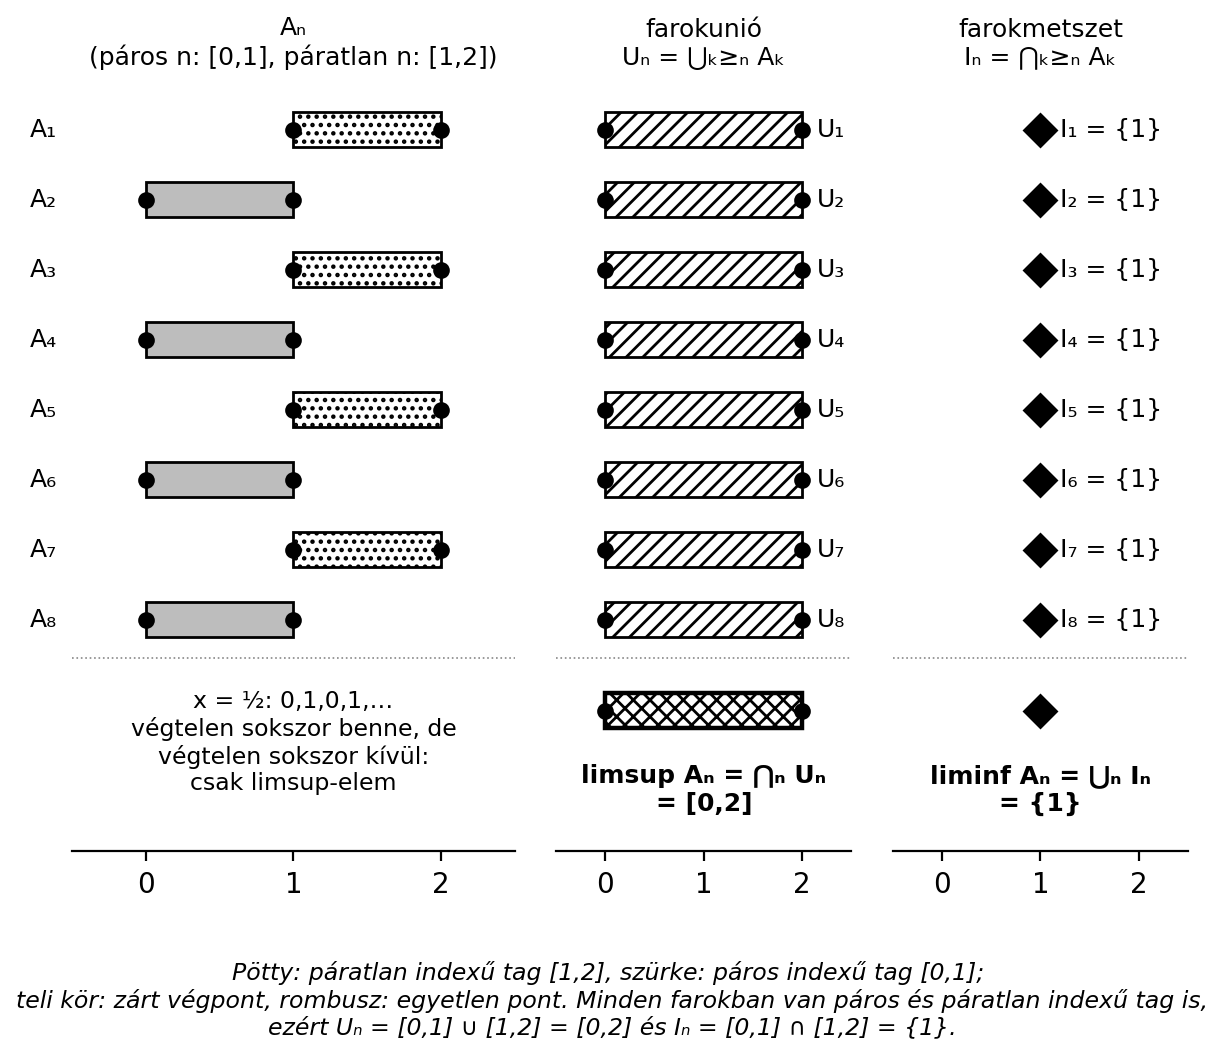 Aₙ
(páros n: [0,1], páratlan n: [1,2])
farokunió
Uₙ = ⋃ₖ≥ₙ Aₖ
farokmetszet
Iₙ = ⋂ₖ≥ₙ Aₖ
A₁ U₁ I₁ = {1}
A₂ U₂ I₂ = {1}
A₃ U₃ I₃ = {1}
A₄ U₄ I₄ = {1}
A₅ U₅ I₅ = {1}
A₆ U₆ I₆ = {1}
A₇ U₇ I₇ = {1}
A₈ U₈ I₈ = {1}
x = ½: 0,1,0,1,…
végtelen sokszor benne, de
végtelen sokszor kívül:
csak limsup-elem
limsup Aₙ = ⋂ₙ Uₙ
= [0,2]
liminf Aₙ = ⋃ₙ Iₙ
= {1}
0 1 2 0 1 2 0 1 2
Pötty: páratlan indexű tag [1,2], szürke: páros indexű tag [0,1];
teli kör: zárt végpont, rombusz: egyetlen pont. Minden farokban van páros és páratlan indexű tag is,
ezért Uₙ = [0,1] ∪ [1,2] = [0,2] és Iₙ = [0,1] ∩ [1,2] = {1}.